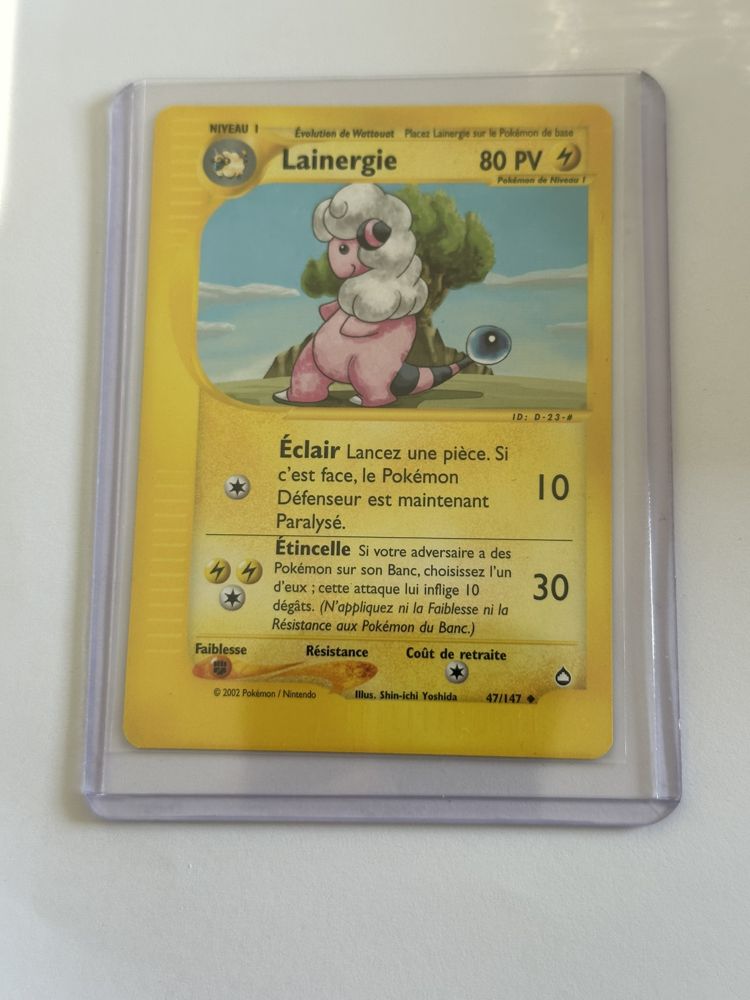 NIVEAU 1 Évolution de Wattouat Placez Lainergie sur le Pokémon de base
Lainergie 80 PV
Pokémon de Niveau 1
ID: D-23-#
Éclair Lancez une pièce. Si
c'est face, le Pokémon
Défenseur est maintenant
Paralysé.
10
Étincelle Si votre adversaire a des
Pokémon sur son Banc, choisissez l'un
d'eux ; cette attaque lui inflige 10
dégâts. (N'appliquez ni la Faiblesse ni la
Résistance aux Pokémon du Banc.)
30
Faiblesse Résistance Coût de retraite
© 2002 Pokémon / Nintendo Illus. Shin-ichi Yoshida 47/147